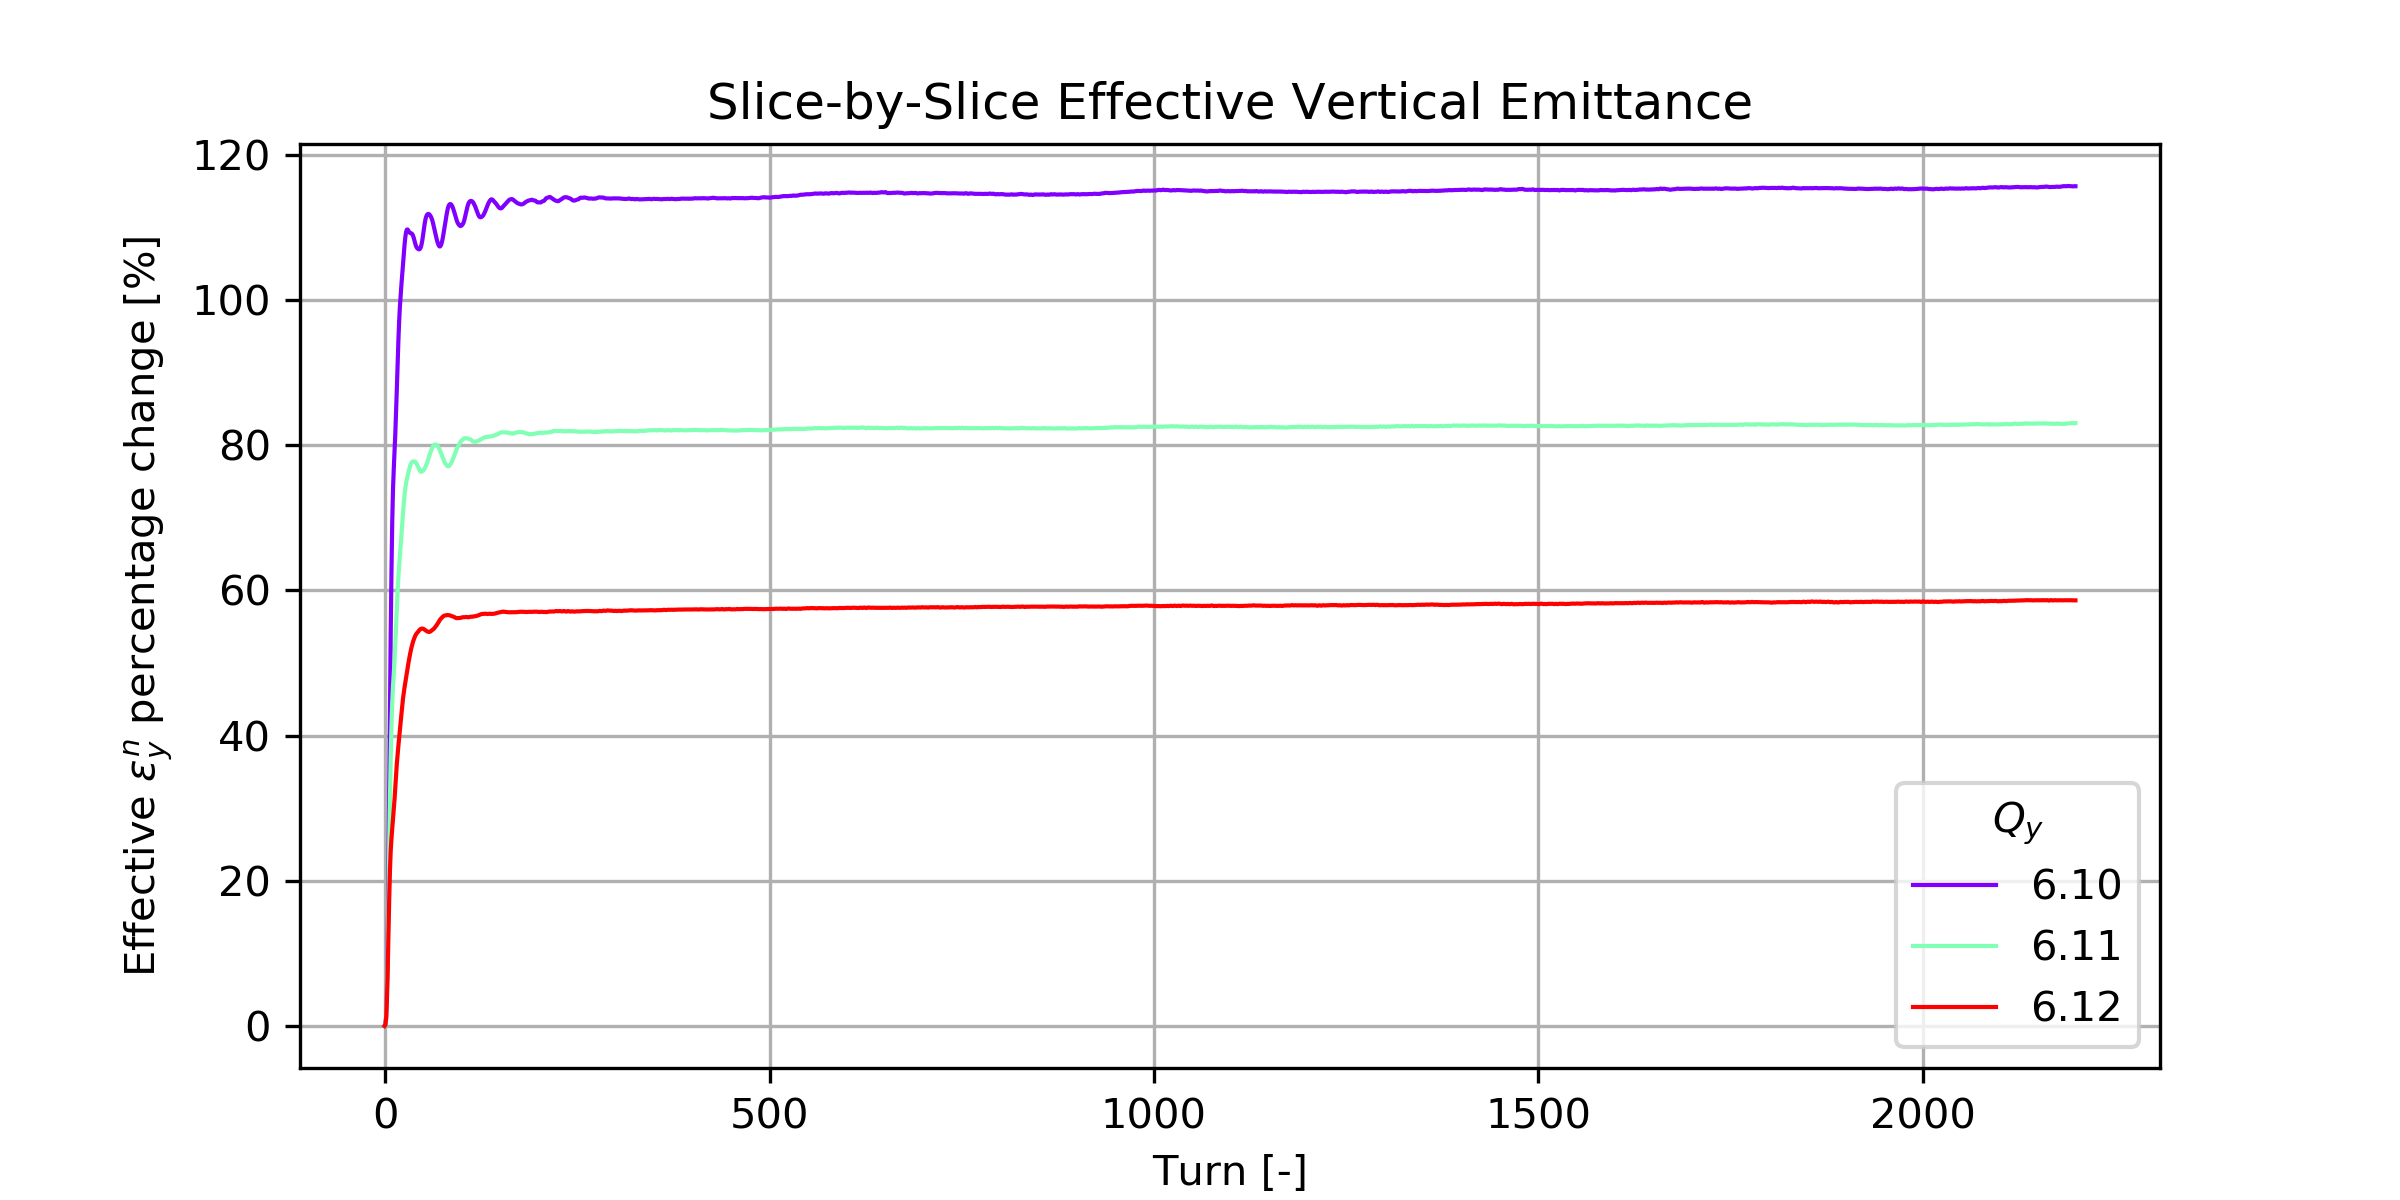 Slice-by-Slice Effective Vertical Emittance
Effective εʸⁿ percentage change [%]
120
100
80
60
40
20
0
0 500 1000 1500 2000
Turn [-]
Qy
6.10
6.11
6.12